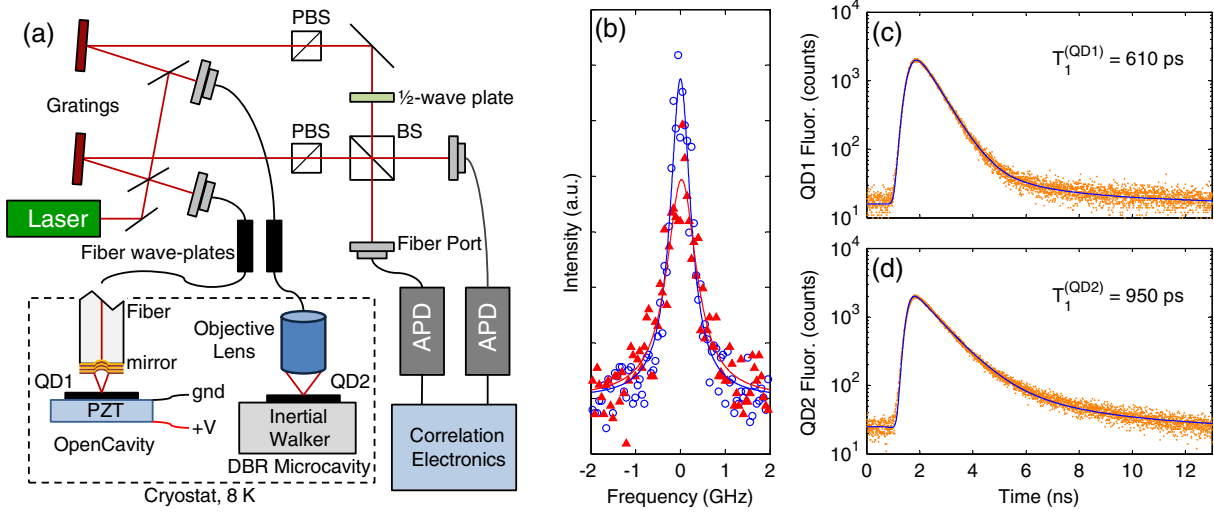 (a)
PBS
Gratings
½-wave plate
PBS
BS
Laser
Fiber wave-plates
Fiber Port
Fiber
mirror
QD1
PZT
gnd
+V
OpenCavity
Objective
Lens
QD2
Inertial
Walker
DBR Microcavity
Cryostat, 8 K
APD
APD
Correlation
Electronics
(b)
Intensity (a.u.)
-2 -1 0 1 2
Frequency (GHz)
(c)
T1(QD1) = 610 ps
QD1 Fluor. (counts)
10^4
10^3
10^2
10^1
(d)
T1(QD2) = 950 ps
QD2 Fluor. (counts)
10^4
10^3
10^2
10^1
0 2 4 6 8 10 12
Time (ns)